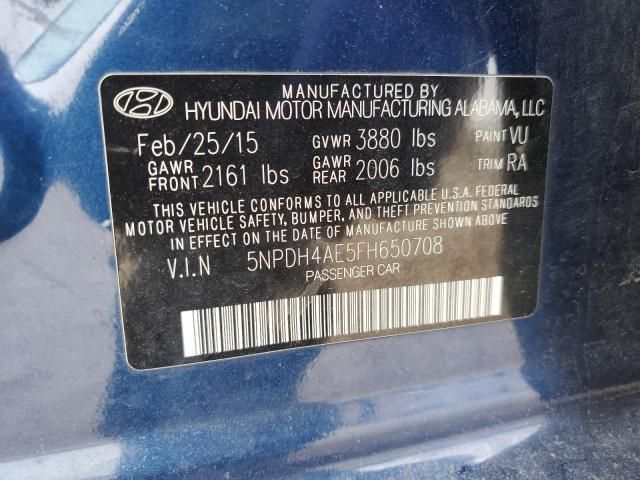 MANUFACTURED BY
HYUNDAI MOTOR MANUFACTURING ALABAMA, LLC
Feb/25/15 GVWR 3880 lbs PAINT VU
GAWR FRONT 2161 lbs GAWR REAR 2006 lbs TRIM RA
THIS VEHICLE CONFORMS TO ALL APPLICABLE U.S.A. FEDERAL
MOTOR VEHICLE SAFETY, BUMPER, AND THEFT PREVENTION STANDARDS
IN EFFECT ON THE DATE OF MANUFACTURE SHOWN ABOVE.
V.I.N 5NPDH4AE5FH650708
PASSENGER CAR